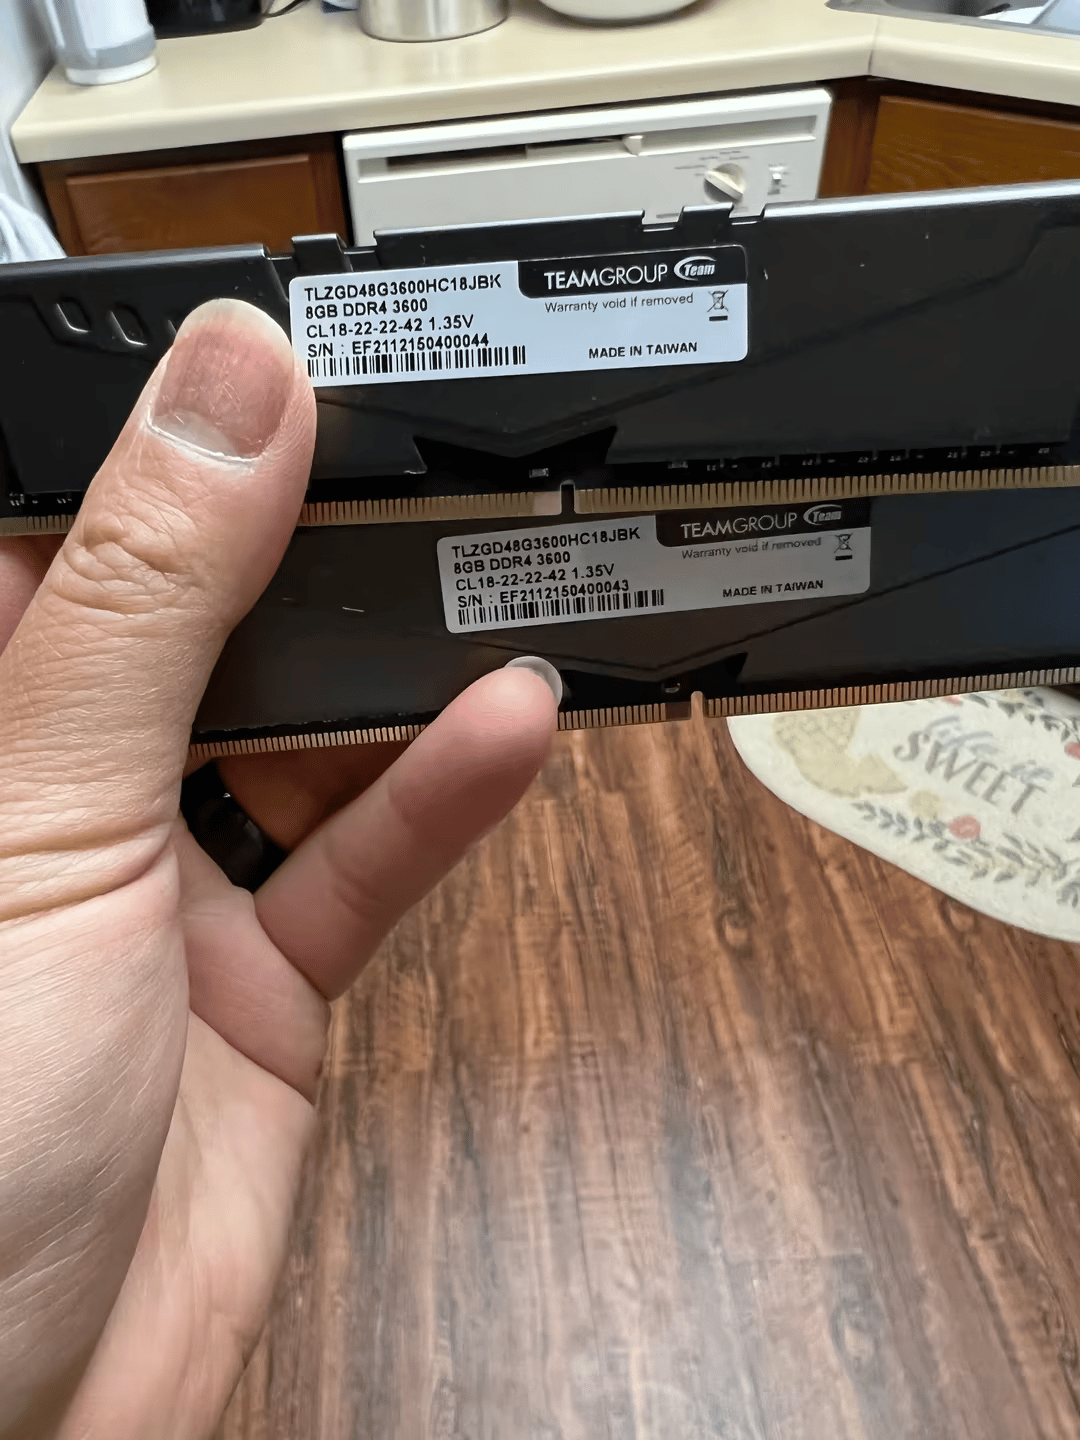 TLZGD48G3600HC18JBK
8GB DDR4 3600
CL18-22-22-42 1.35V
S/N : EF2112150400044
TEAMGROUP Team
Warranty void if removed
MADE IN TAIWAN
TLZGD48G3600HC18JBK
8GB DDR4 3600
CL18-22-22-42 1.35V
S/N : EF2112150400043
TEAMGROUP Team
Warranty void if removed
MADE IN TAIWAN
SWEET